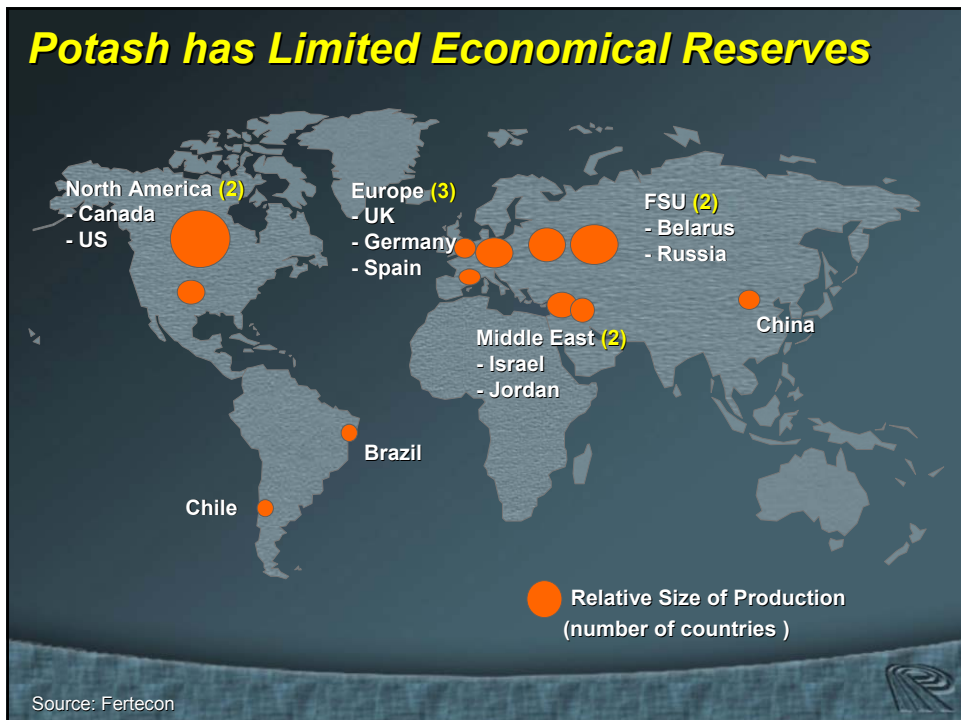 Potash has Limited Economical Reserves
North America (2)
- Canada
- US
Europe (3)
- UK
- Germany
- Spain
FSU (2)
- Belarus
- Russia
China
Middle East (2)
- Israel
- Jordan
Brazil
Chile
Relative Size of Production
(number of countries )
Source: Fertecon